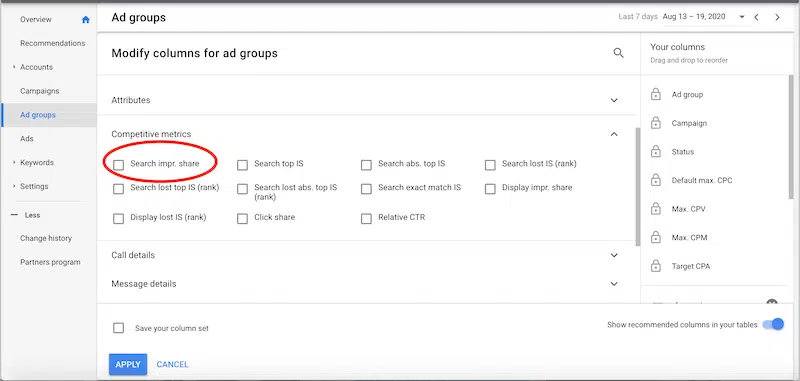 Overview
Recommendations
Accounts
Campaigns
Ad groups
Ads
Keywords
Settings
Less
Change history
Partners program
Ad groups
Last 7 days Aug 13 – 19, 2020
Modify columns for ad groups
Attributes
Competitive metrics
Search impr. share
Search top IS
Search abs. top IS
Search lost IS (rank)
Search lost top IS (rank)
Search lost abs. top IS
(rank)
Search exact match IS
Display impr. share
Display lost IS (rank)
Click share
Relative CTR
Call details
Message details
Your columns
Drag and drop to reorder
Ad group
Campaign
Status
Default max. CPC
Max. CPV
Max. CPM
Target CPA
Save your column set
Show recommended columns in your tables
APPLY
CANCEL